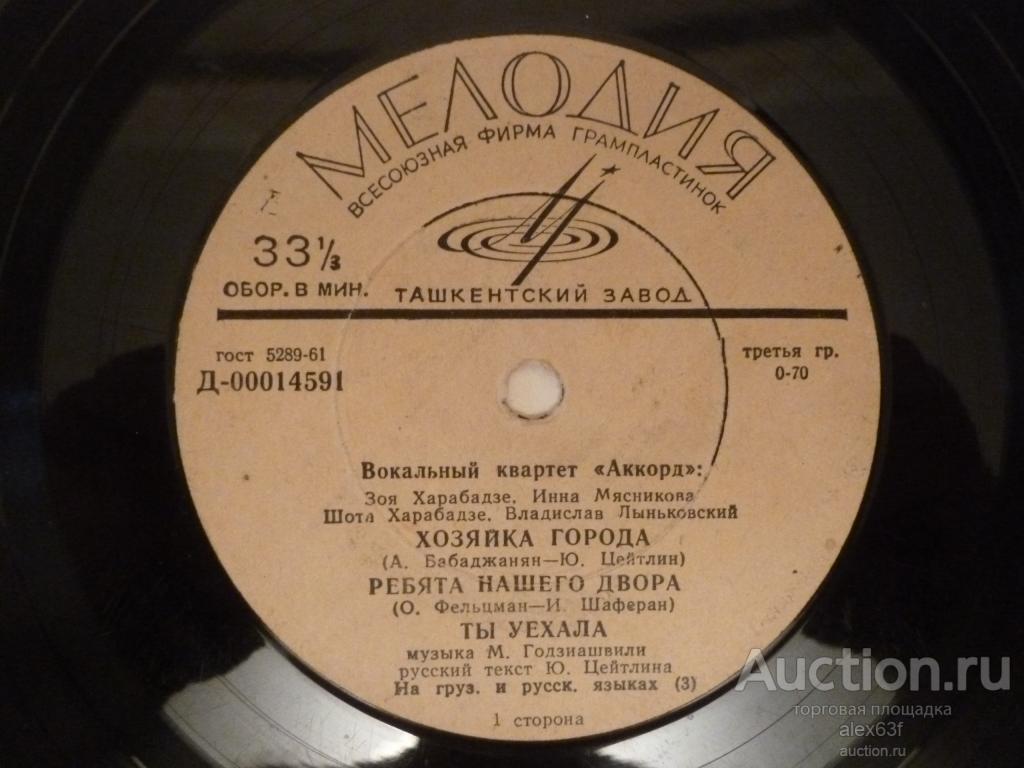 МЕЛОДИЯ
ВСЕСОЮЗНАЯ ФИРМА ГРАМПЛАСТИНОК
33⅓
ОБОР. В МИН.
ТАШКЕНТСКИЙ ЗАВОД
гост 5289-61
Д-00014591
третья гр.
0-70
Вокальный квартет «Аккорд»:
Зоя Харабадзе, Инна Мясникова
Шота Харабадзе, Владислав Лыньковский
ХОЗЯЙКА ГОРОДА
(А. Бабаджанян—Ю. Цейтлин)
РЕБЯТА НАШЕГО ДВОРА
(О. Фельцман—И. Шаферан)
ТЫ УЕХАЛА
музыка М. Годзиашвили
русский текст Ю. Цейтлина
На груз. и русск. языках (3)
1 сторона
Auction.ru
торговая площадка
alex63f
auction.ru